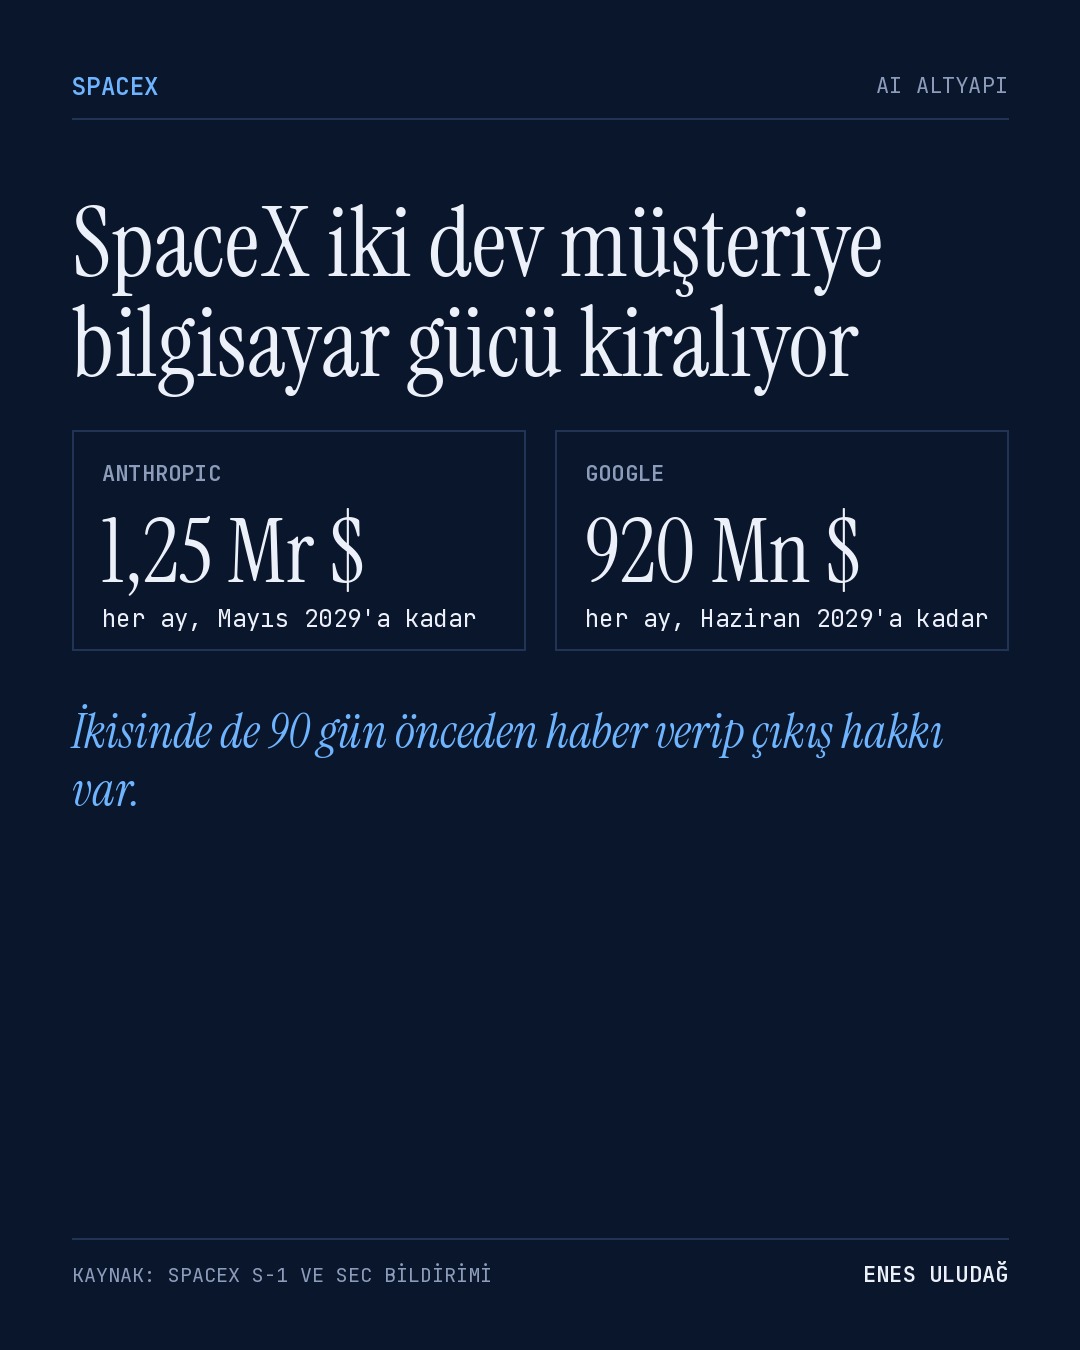 SPACEX
AI ALTYAPI
SpaceX iki dev müşteriye
bilgisayar gücü kiralıyor
ANTHROPIC
1,25 Mr $
her ay, Mayıs 2029'a kadar
GOOGLE
920 Mn $
her ay, Haziran 2029'a kadar
İkisinde de 90 gün önceden haber verip çıkış hakkı
var.
KAYNAK: SPACEX S-1 VE SEC BİLDİRİMİ
ENES ULUDAĞ